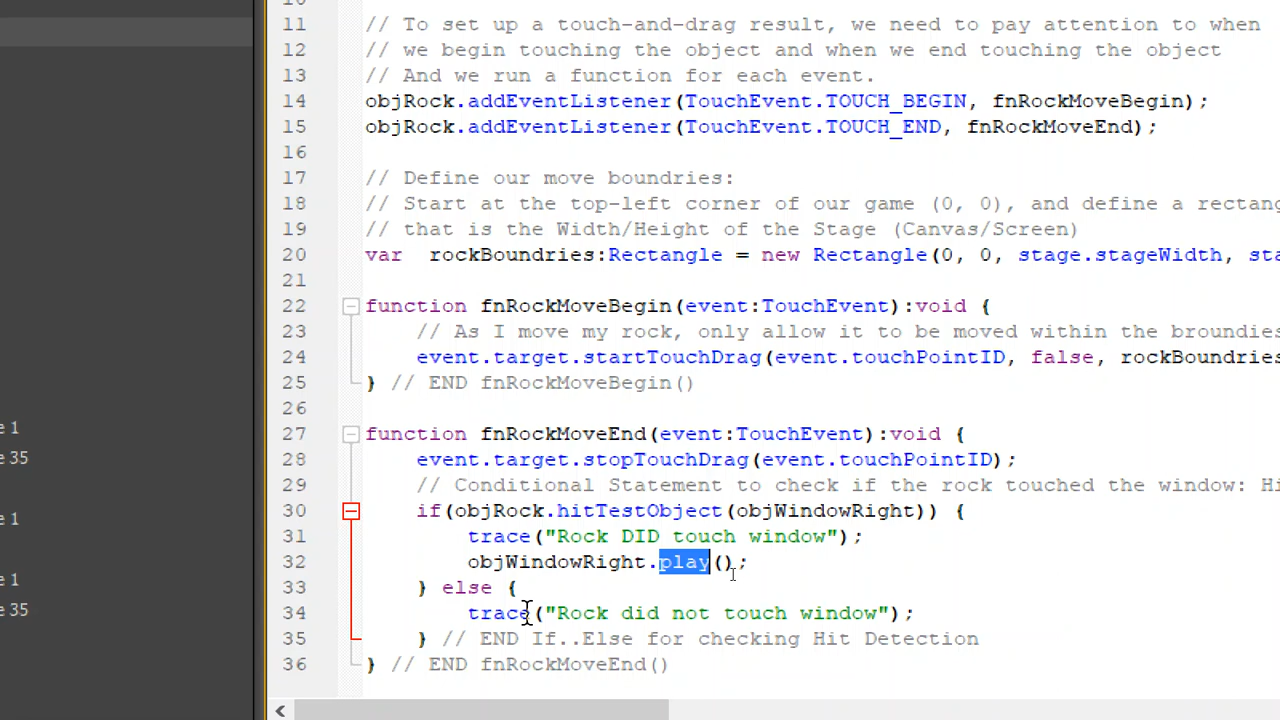 10
11 // To set up a touch-and-drag result, we need to pay attention to when
12 // we begin touching the object and when we end touching the object
13 // And we run a function for each event.
14 objRock.addEventListener(TouchEvent.TOUCH_BEGIN, fnRockMoveBegin);
15 objRock.addEventListener(TouchEvent.TOUCH_END, fnRockMoveEnd);
16
17 // Define our move boundries:
18 // Start at the top-left corner of our game (0, 0), and define a rectang
19 // that is the Width/Height of the Stage (Canvas/Screen)
20 var rockBoundries:Rectangle = new Rectangle(0, 0, stage.stageWidth, sta
21
22 function fnRockMoveBegin(event:TouchEvent):void {
23 // As I move my rock, only allow it to be moved within the broundies
24 event.target.startTouchDrag(event.touchPointID, false, rockBoundries
25 } // END fnRockMoveBegin()
26
e 1
27 function fnRockMoveEnd(event:TouchEvent):void {
e 35
28 event.target.stopTouchDrag(event.touchPointID);
29 // Conditional Statement to check if the rock touched the window: Hi
e 1
30 if(objRock.hitTestObject(objWindowRight)) {
31 trace("Rock DID touch window");
32 objWindowRight.play();
e 1
33 } else {
e 35
34 trace("Rock did not touch window");
35 } // END If..Else for checking Hit Detection
36 } // END fnRockMoveEnd()